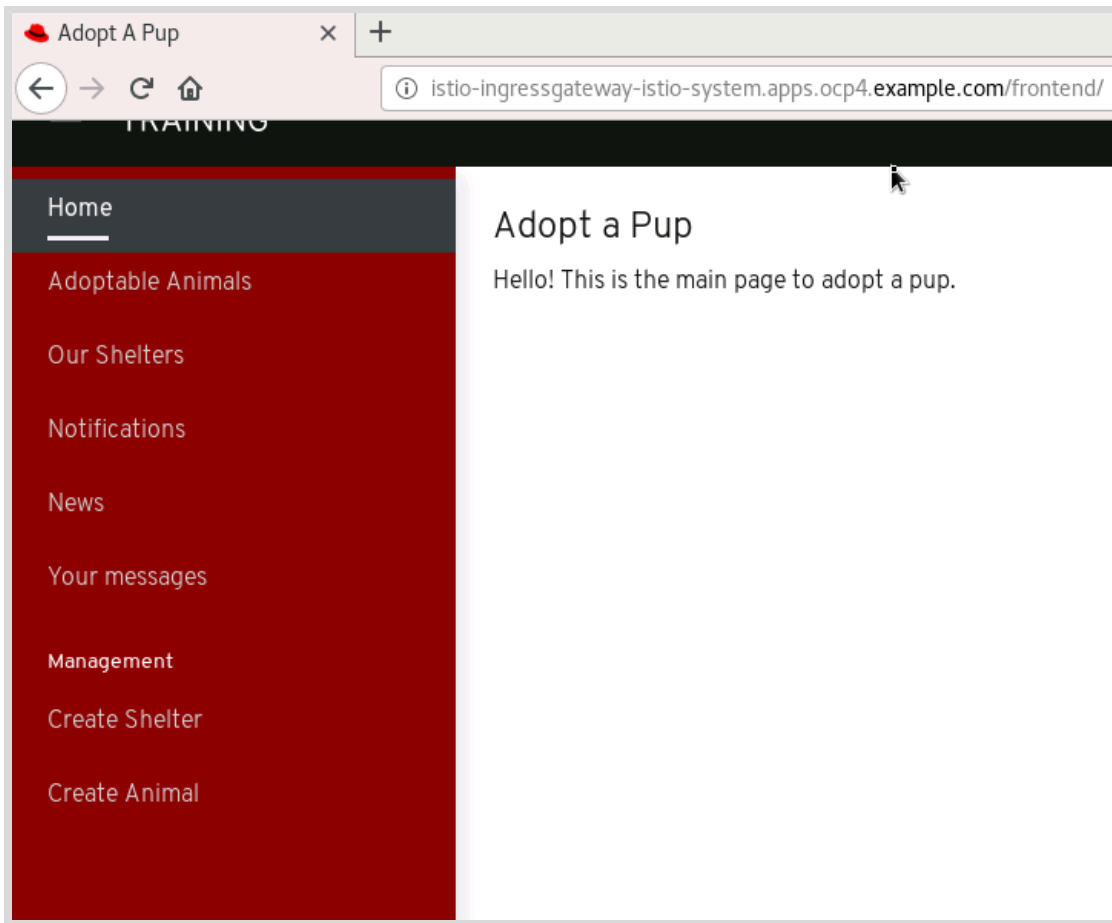 Adopt A Pup
istio-ingressgateway-istio-system.apps.ocp4.example.com/frontend/
TRAINING
Home
Adoptable Animals
Our Shelters
Notifications
News
Your messages
Management
Create Shelter
Create Animal
Adopt a Pup
Hello! This is the main page to adopt a pup.